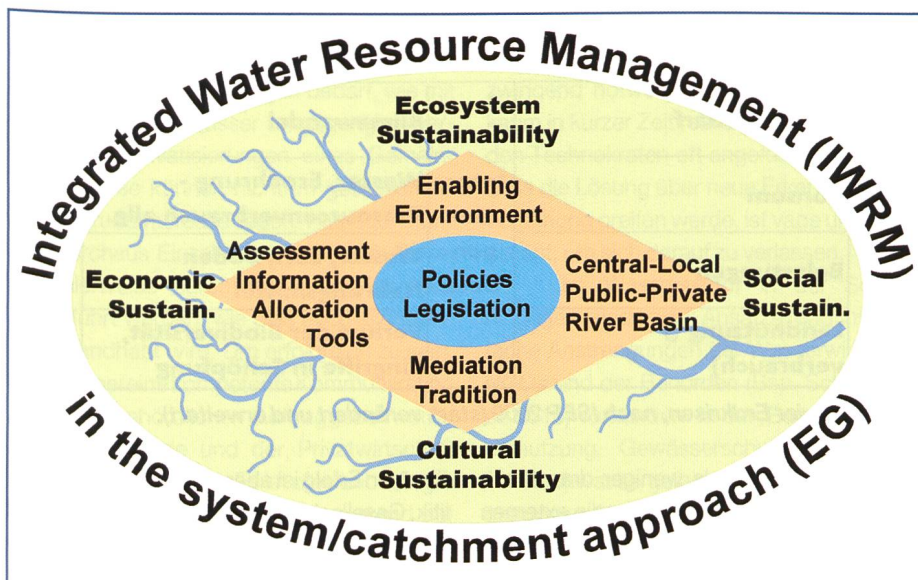 Integrated Water Resource Management (IWRM)
Ecosystem
Sustainability
Enabling
Environment
Assessment
Information
Allocation
Tools
Economic
Sustain.
Policies
Legislation
Central-Local
Public-Private
River Basin
Social
Sustain.
Mediation
Tradition
Cultural
Sustainability
in the system/catchment approach (EG)